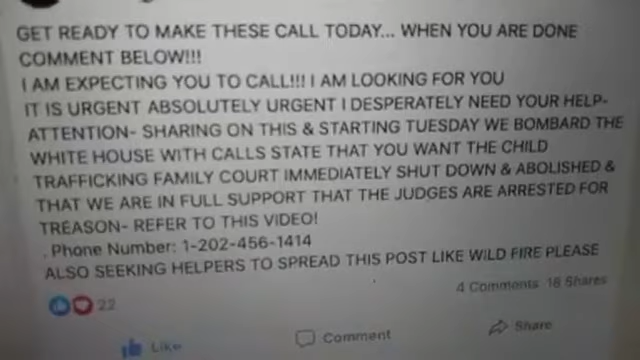 GET READY TO MAKE THESE CALL TODAY... WHEN YOU ARE DONE
COMMENT BELOW!!!
I AM EXPECTING YOU TO CALL!!! I AM LOOKING FOR YOU
IT IS URGENT ABSOLUTELY URGENT I DESPERATELY NEED YOUR HELP-
ATTENTION- SHARING ON THIS & STARTING TUESDAY WE BOMBARD THE
WHITE HOUSE WITH CALLS STATE THAT YOU WANT THE CHILD
TRAFFICKING FAMILY COURT IMMEDIATELY SHUT DOWN & ABOLISHED &
THAT WE ARE IN FULL SUPPORT THAT THE JUDGES ARE ARRESTED FOR
TREASON- REFER TO THIS VIDEO!
. Phone Number: 1-202-456-1414
ALSO SEEKING HELPERS TO SPREAD THIS POST LIKE WILD FIRE PLEASE
22
4 Comments 18 Shares
Like
Comment
Share